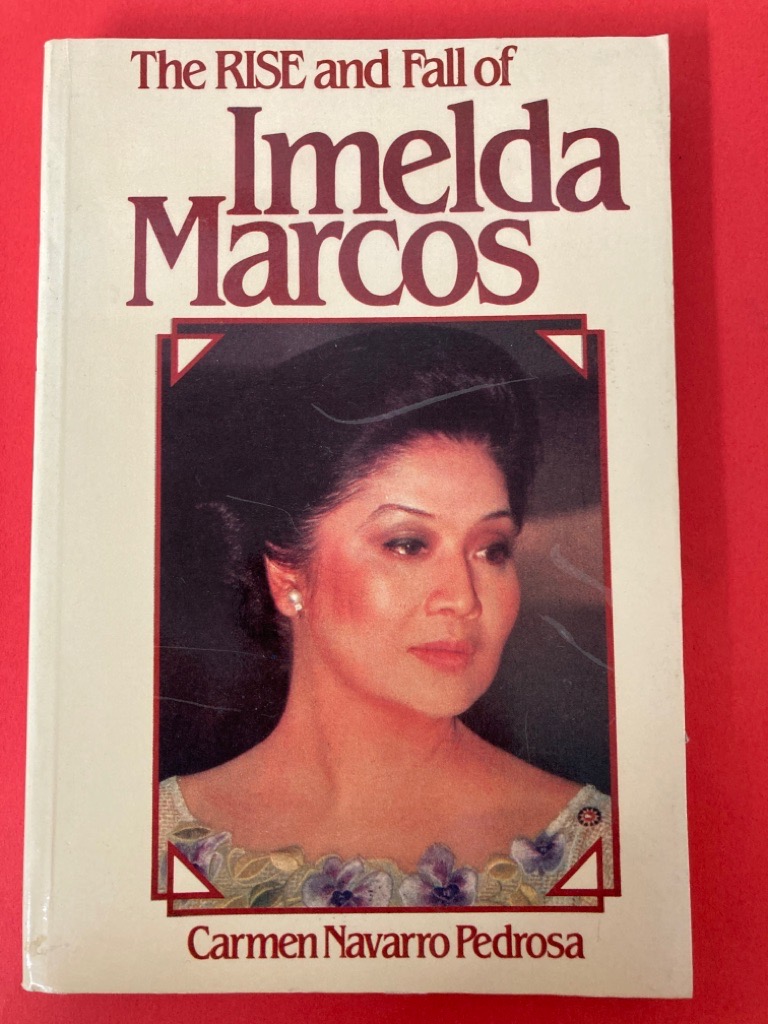 The RISE and Fall of
Imelda
Marcos
Carmen Navarro Pedrosa